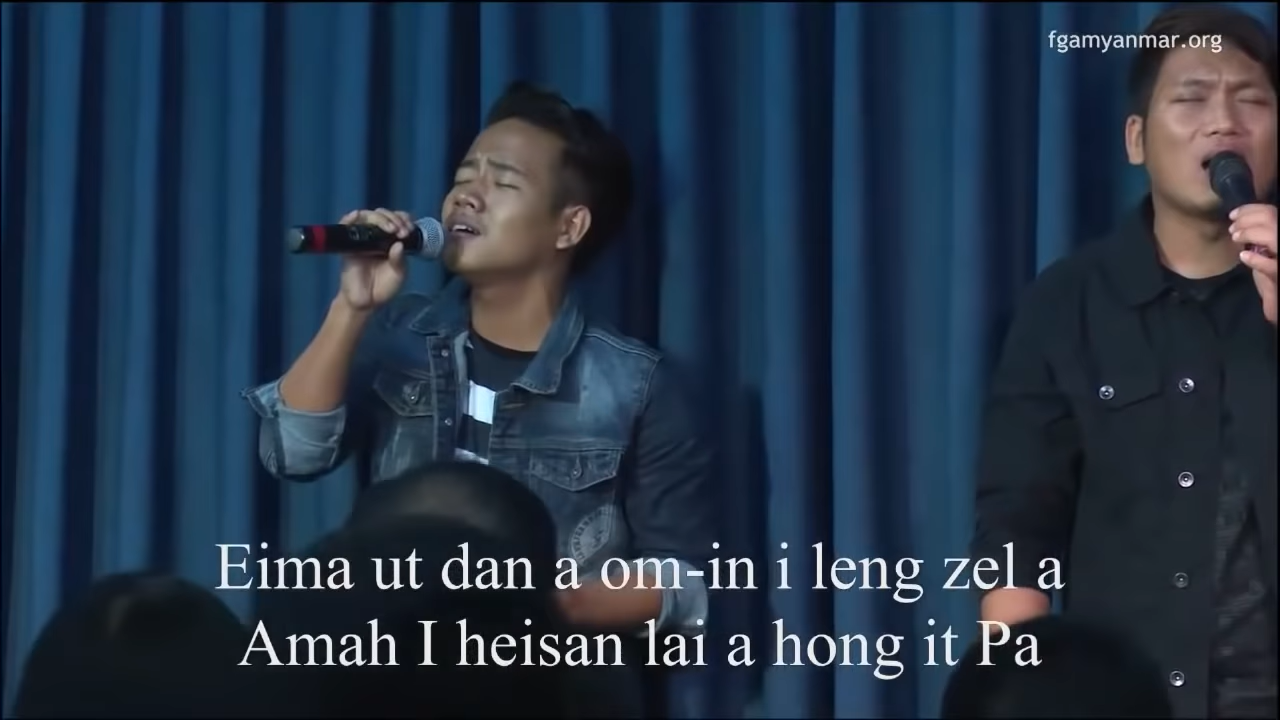 fgamyanmar.org
Eima ut dan a om-in i leng zel a
Amah I heisan lai a hong it Pa